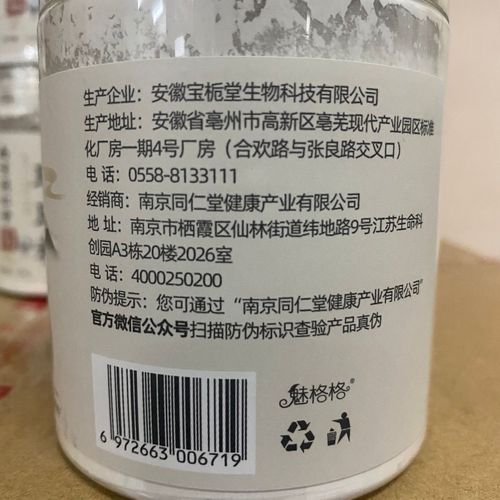 生产企业：安徽宝栀堂生物科技有限公司
生产地址：安徽省亳州市高新区亳芜现代产业园区标准
化厂房一期4号厂房（合欢路与张良路交叉口）
电 话：0558-8133111
经销商：南京同仁堂健康产业有限公司
地 址：南京市栖霞区仙林街道纬地路9号江苏生命科
创园A3栋20楼2026室
电 话：4000250200
防伪提示：您可通过“南京同仁堂健康产业有限公司”
官方微信公众号扫描防伪标识查验产品真伪
魅格格
6 972663 006719